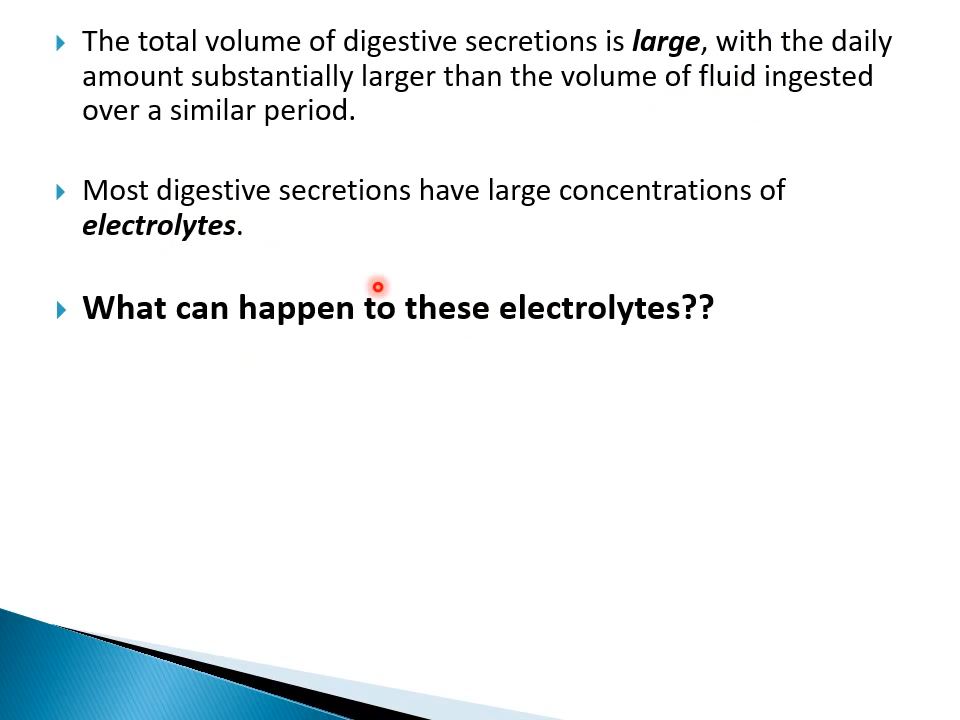 The total volume of digestive secretions is large, with the daily
amount substantially larger than the volume of fluid ingested
over a similar period.
Most digestive secretions have large concentrations of
electrolytes.
What can happen to these electrolytes??